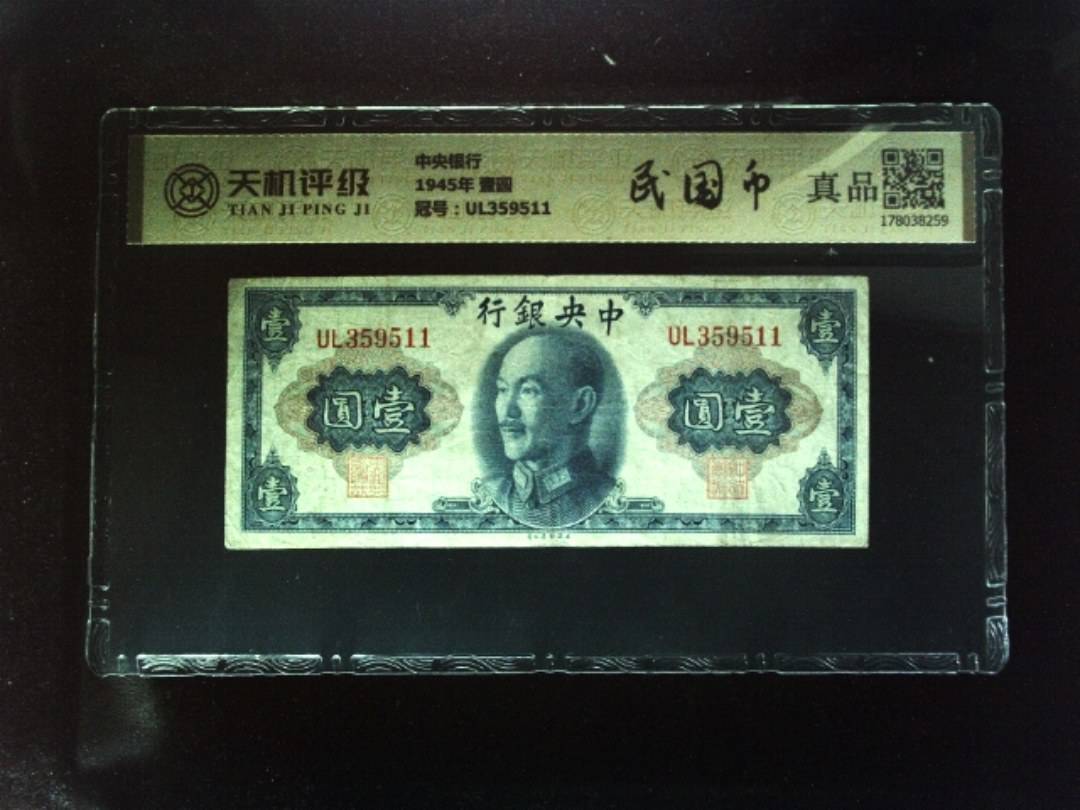 天机评级
TIAN JI PING JI
中央银行
1945年 壹圆
冠号：UL359511
民国币
真品
178038259
行銀央中
UL359511
UL359511
壹
壹
圓壹
圓壹
壹
壹